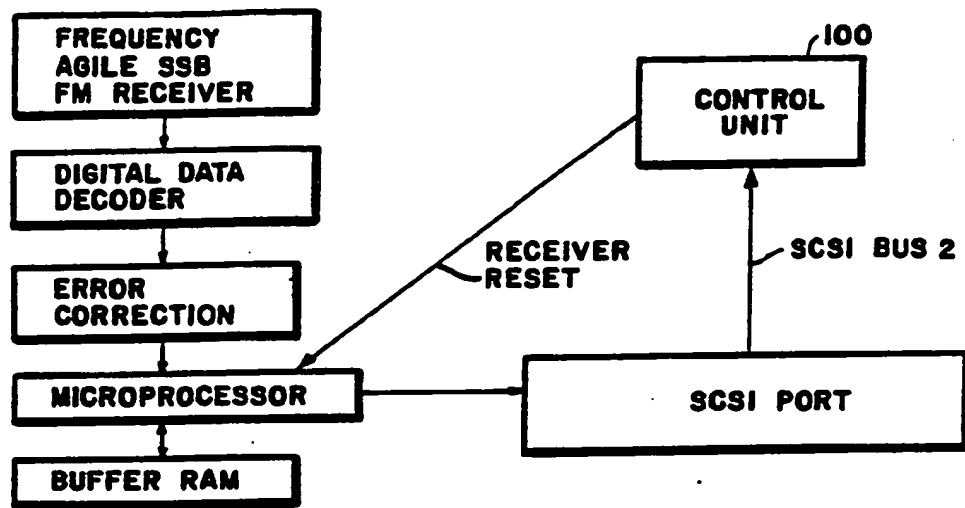 FREQUENCY
AGILE SSB
FM RECEIVER
DIGITAL DATA
DECODER
ERROR
CORRECTION
MICROPROCESSOR
BUFFER RAM
RECEIVER
RESET
100
CONTROL
UNIT
SCSI BUS 2
SCSI PORT